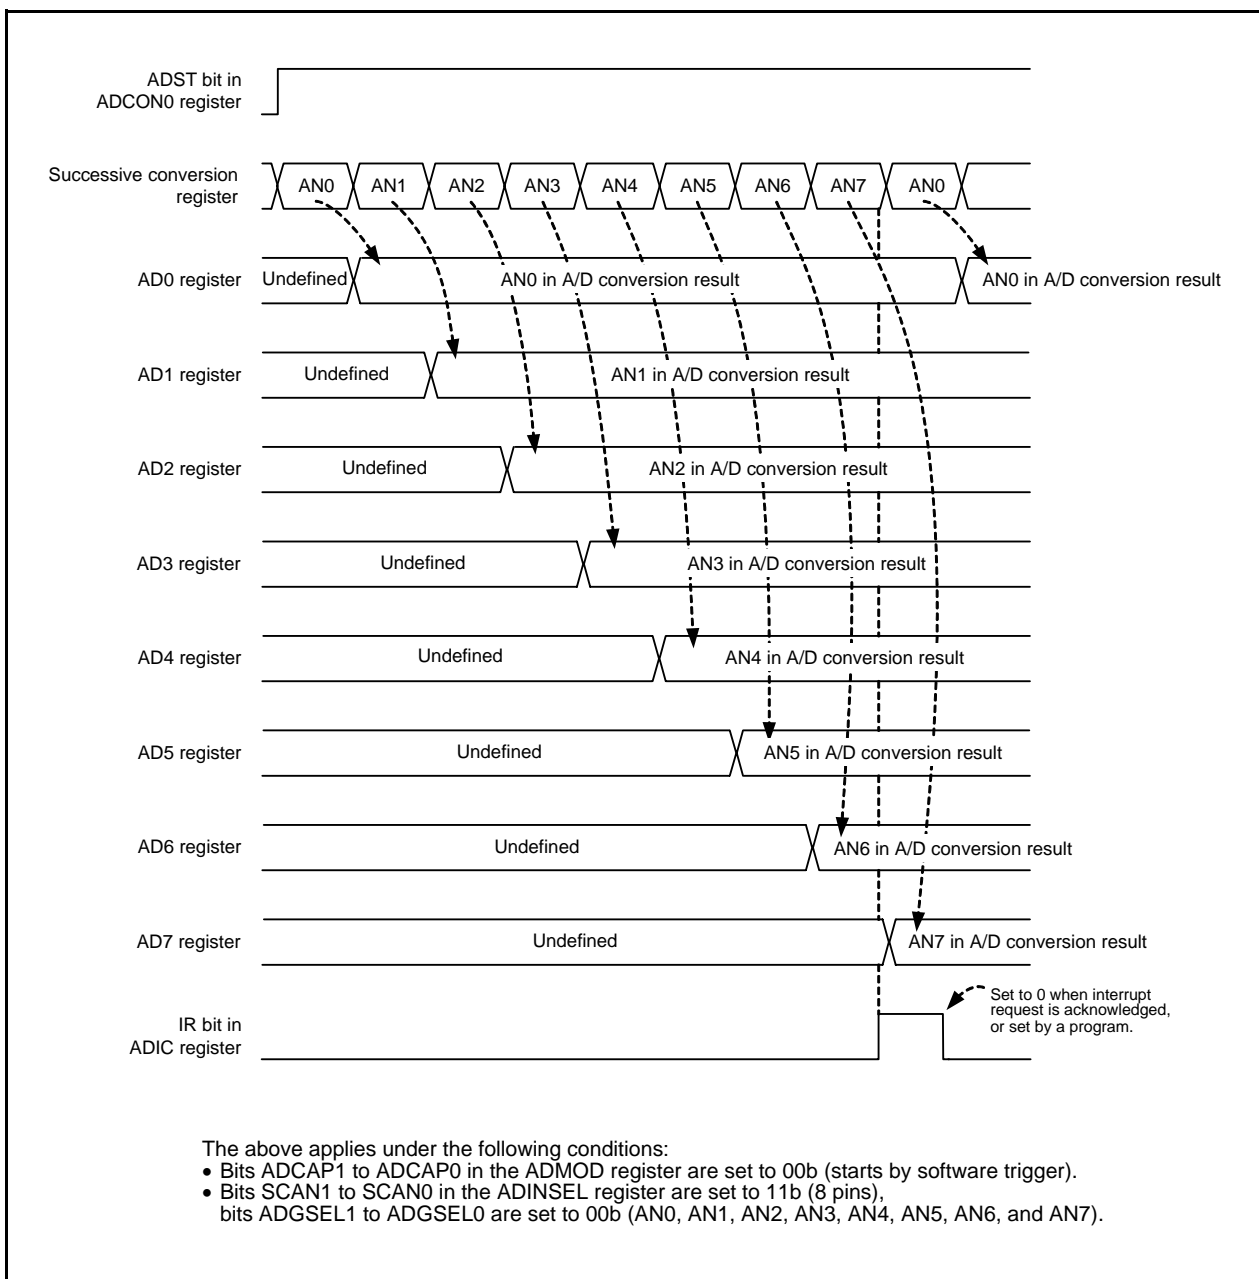 ADST bit in
ADCON0 register
Successive conversion
register
AN0 AN1 AN2 AN3 AN4 AN5 AN6 AN7 AN0
AD0 register
Undefined AN0 in A/D conversion result AN0 in A/D conversion result
AD1 register
Undefined AN1 in A/D conversion result
AD2 register
Undefined AN2 in A/D conversion result
AD3 register
Undefined AN3 in A/D conversion result
AD4 register
Undefined AN4 in A/D conversion result
AD5 register
Undefined AN5 in A/D conversion result
AD6 register
Undefined AN6 in A/D conversion result
AD7 register
Undefined AN7 in A/D conversion result
IR bit in
ADIC register
Set to 0 when interrupt
request is acknowledged,
or set by a program.
The above applies under the following conditions:
• Bits ADCAP1 to ADCAP0 in the ADMOD register are set to 00b (starts by software trigger).
• Bits SCAN1 to SCAN0 in the ADINSEL register are set to 11b (8 pins),
bits ADGSEL1 to ADGSEL0 are set to 00b (AN0, AN1, AN2, AN3, AN4, AN5, AN6, and AN7).